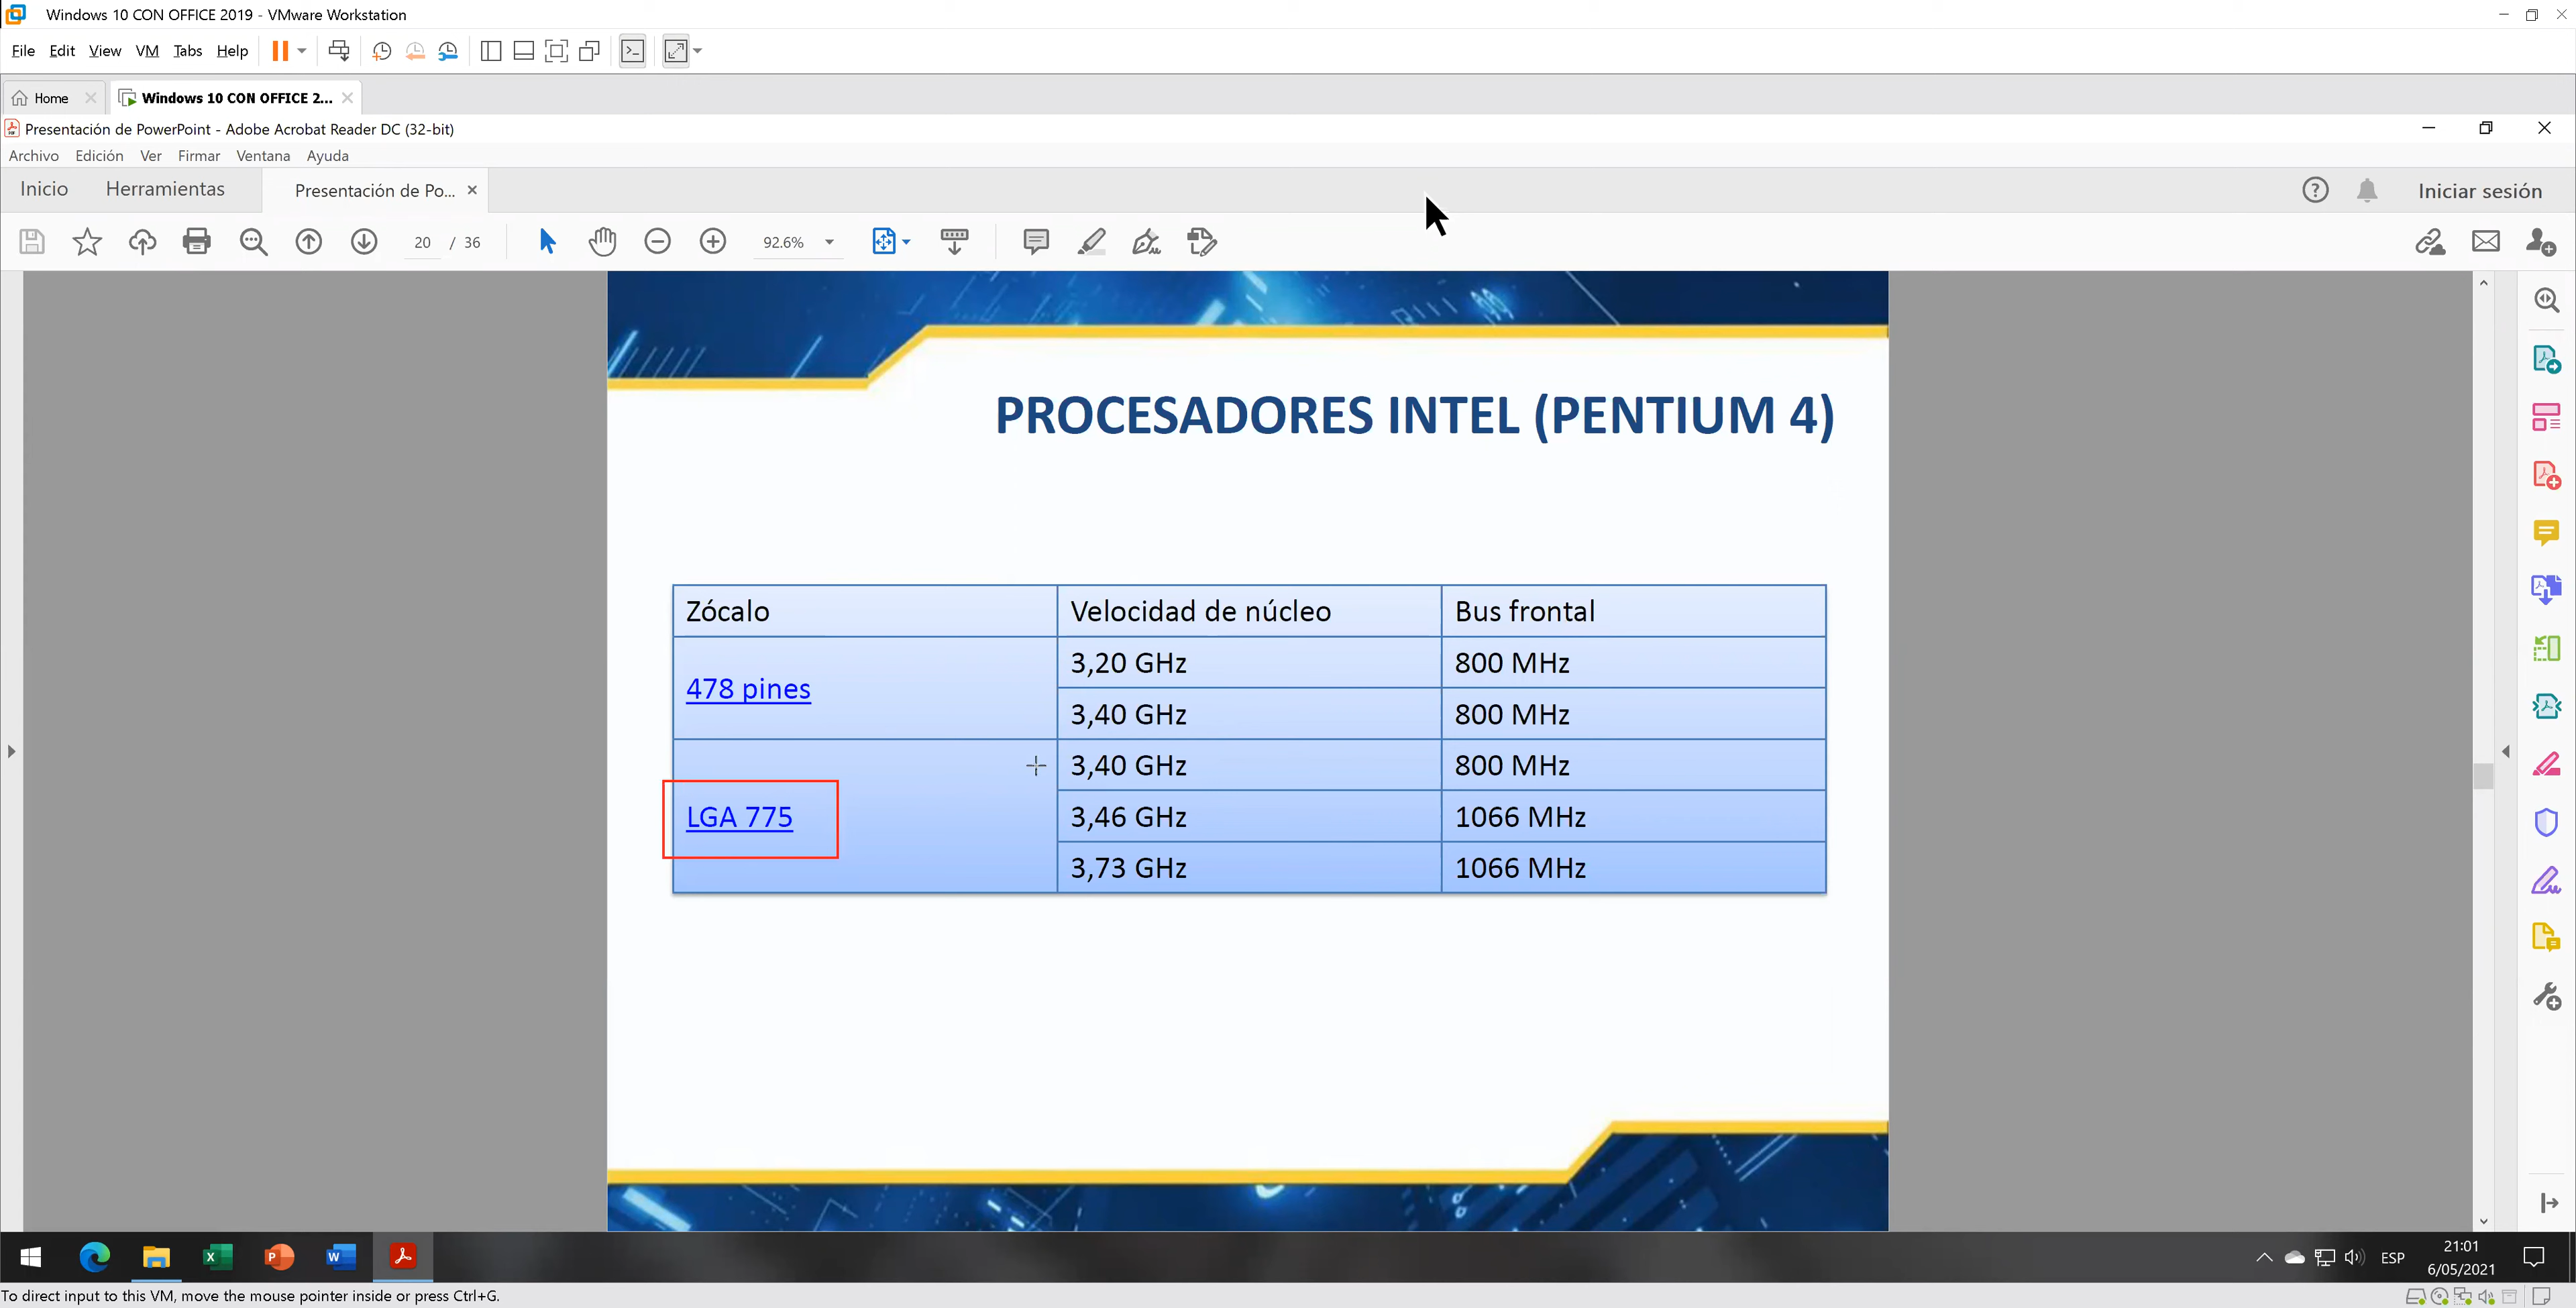 Windows 10 CON OFFICE 2019 - VMware Workstation
File Edit View VM Tabs Help
Home
Windows 10 CON OFFICE 2...
Presentación de PowerPoint - Adobe Acrobat Reader DC (32-bit)
Archivo Edición Ver Firmar Ventana Ayuda
Inicio Herramientas Presentación de Po... Iniciar sesión
20 / 36 92.6%
PROCESADORES INTEL (PENTIUM 4)
Zócalo Velocidad de núcleo Bus frontal
478 pines 3,20 GHz 800 MHz
3,40 GHz 800 MHz
LGA 775 3,40 GHz 800 MHz
3,46 GHz 1066 MHz
3,73 GHz 1066 MHz
ESP
21:01
6/05/2021
To direct input to this VM, move the mouse pointer inside or press Ctrl+G.